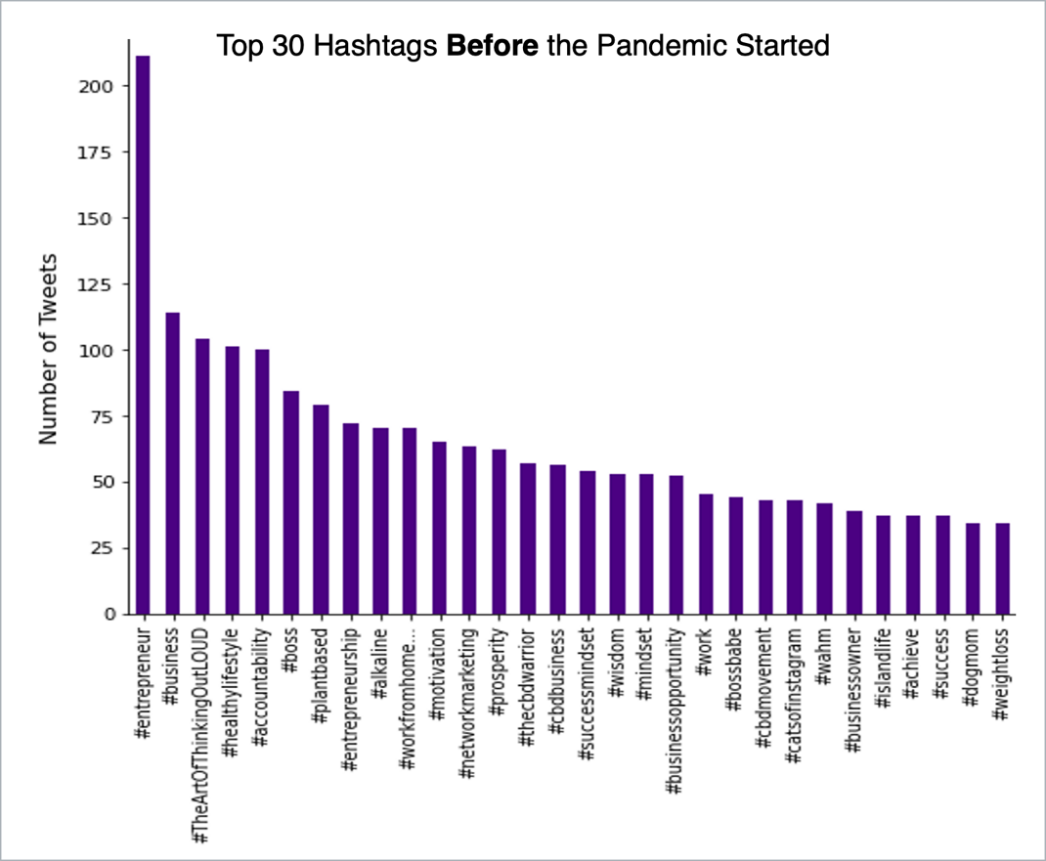 Top 30 Hashtags Before the Pandemic Started
Number of Tweets
200
175
150
125
100
75
50
25
0
#entrepreneur
#business
#TheArtOfThinkingOutLOUD
#healthylifestyle
#accountability
#boss
#plantbased
#entrepreneurship
#alkaline
#workfromhome...
#motivation
#networkmarketing
#prosperity
#thecbdwarrior
#cbdbusiness
#successmindset
#wisdom
#mindset
#businessopportunity
#work
#bossbabe
#cbdmovement
#catsofinstagram
#wahm
#businessowner
#islandlife
#achieve
#success
#dogmom
#weightloss